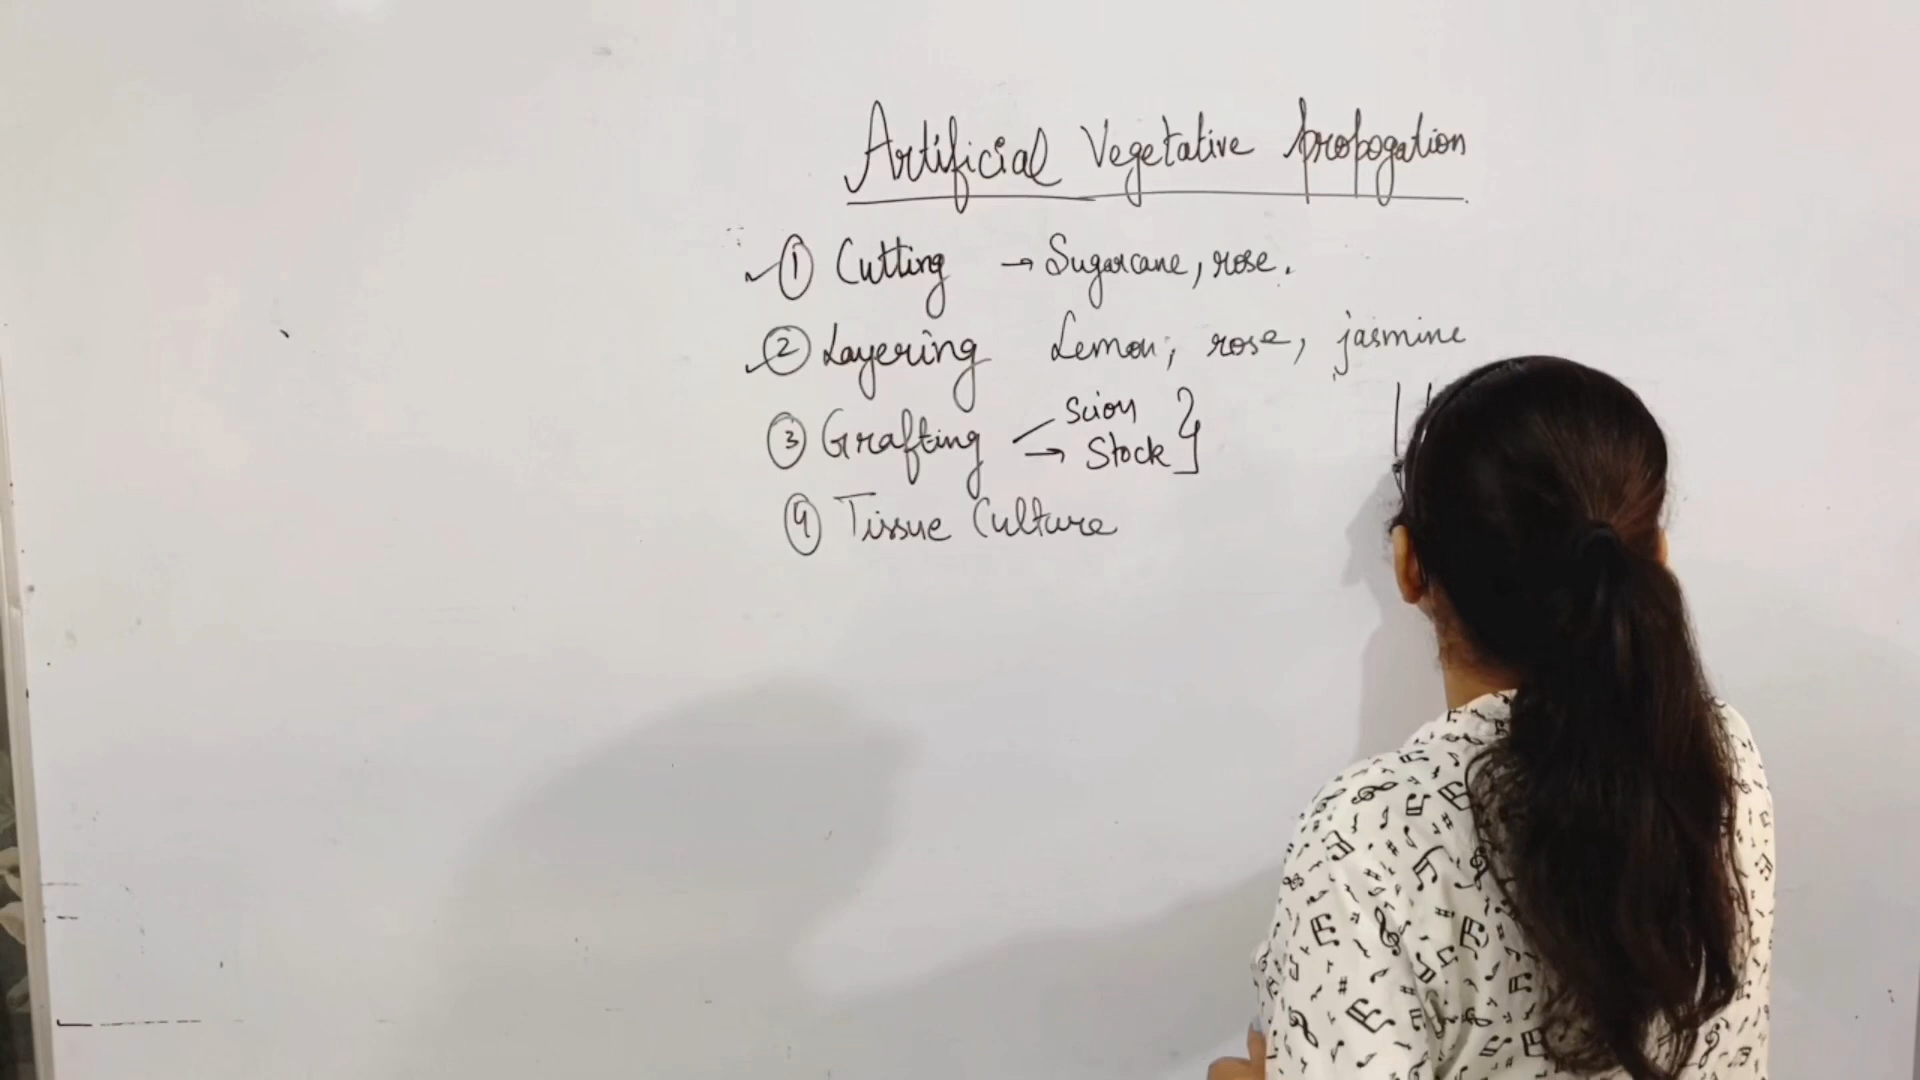 Artificial Vegetative propogation
① Cutting → Sugarcane, rose.
② Layering Lemon, rose, jasmine
③ Grafting Scion
→ Stock }
④ Tissue Culture